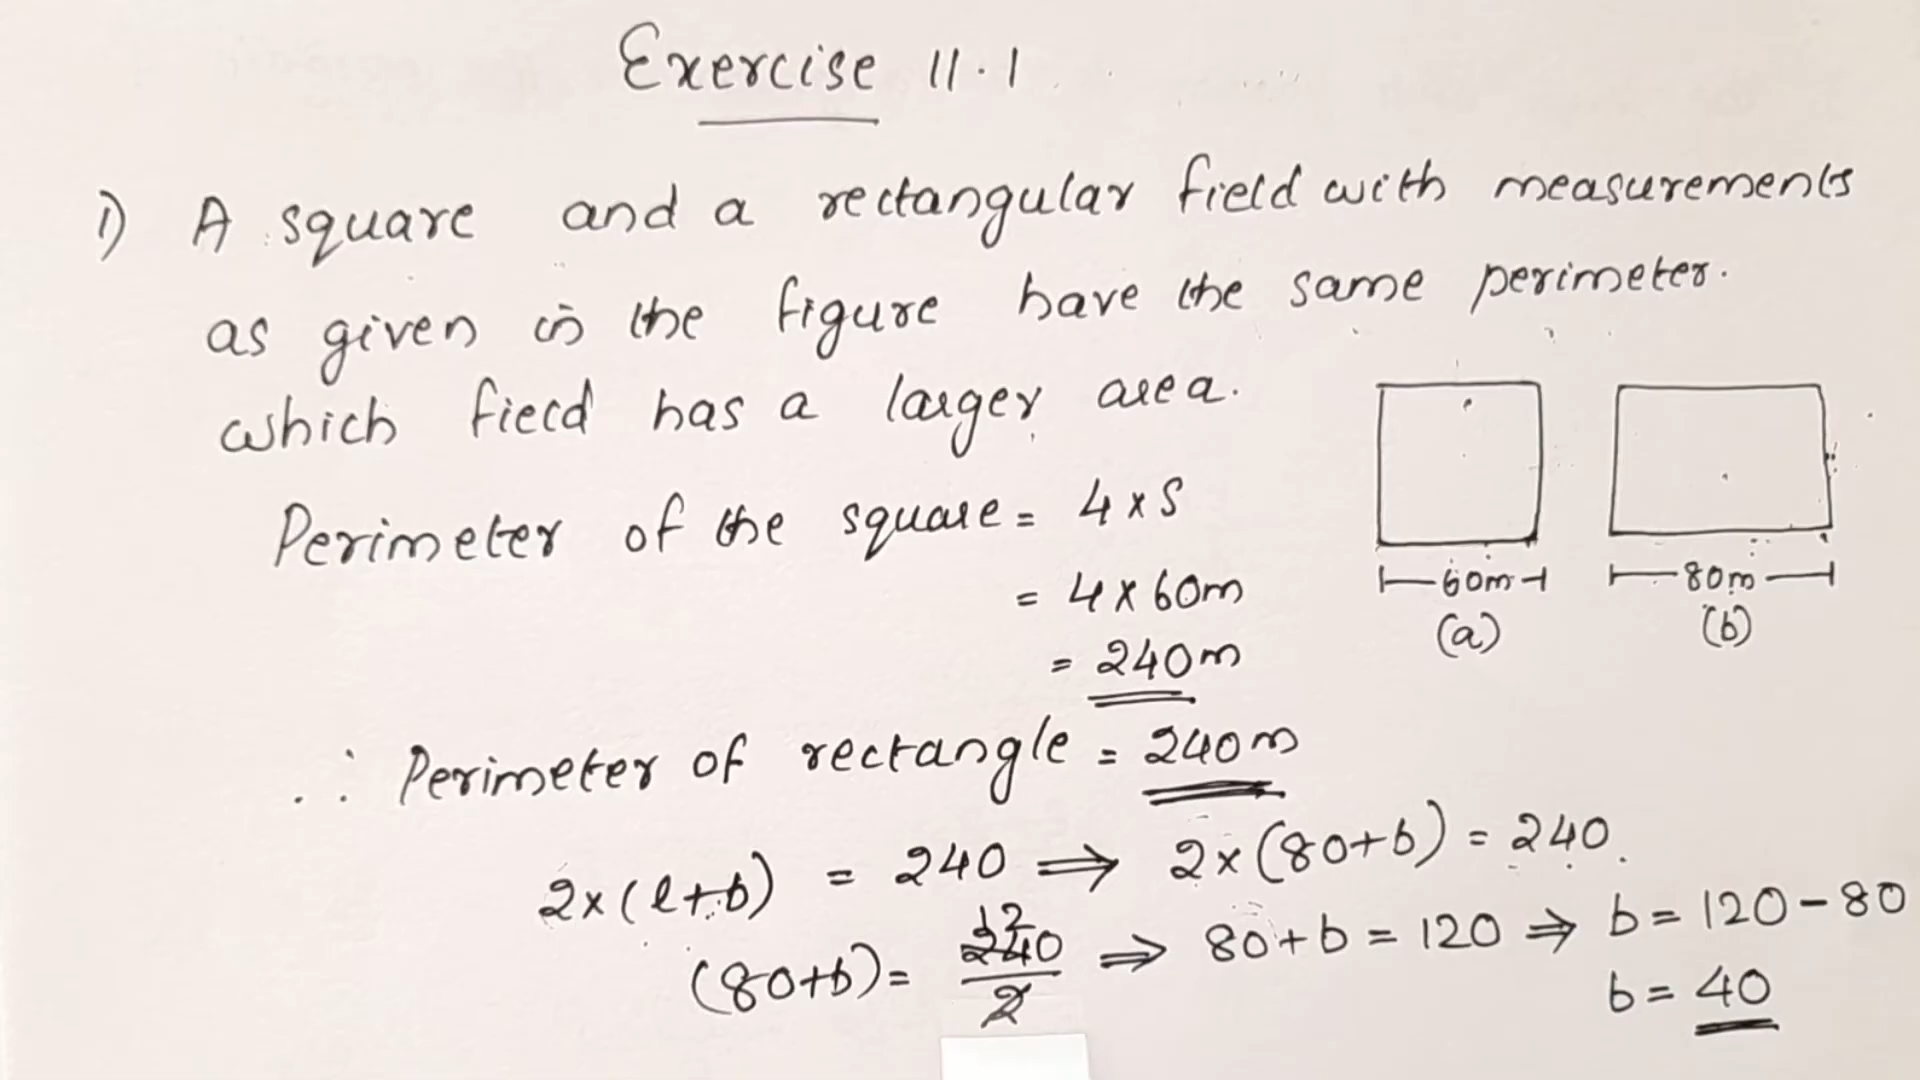 Exercise 11.1
1) A square and a rectangular field with measurements
as given in the figure have the same perimeter.
which field has a larger area.
Perimeter of the square = 4 x S
= 4 x 60m
= 240m
60m
(a)
80m
(b)
∴ Perimeter of rectangle = 240m
2x(l+b) = 240 ⇒ 2x(80+b) = 240.
(80+b) = 240/2 12 ⇒ 80+b = 120 ⇒ b = 120-80
b = 40